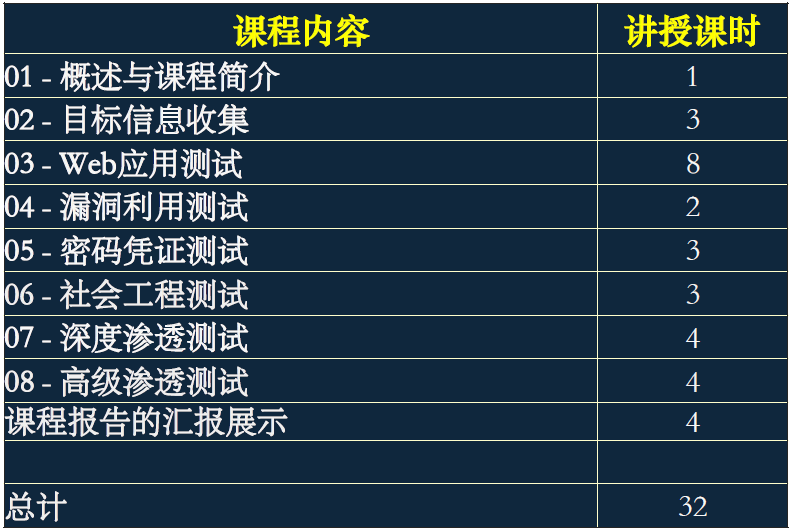 课程内容 讲授课时
01 - 概述与课程简介 1
02 - 目标信息收集 3
03 - Web应用测试 8
04 - 漏洞利用测试 2
05 - 密码凭证测试 3
06 - 社会工程测试 3
07 - 深度渗透测试 4
08 - 高级渗透测试 4
课程报告的汇报展示 4
总计 32